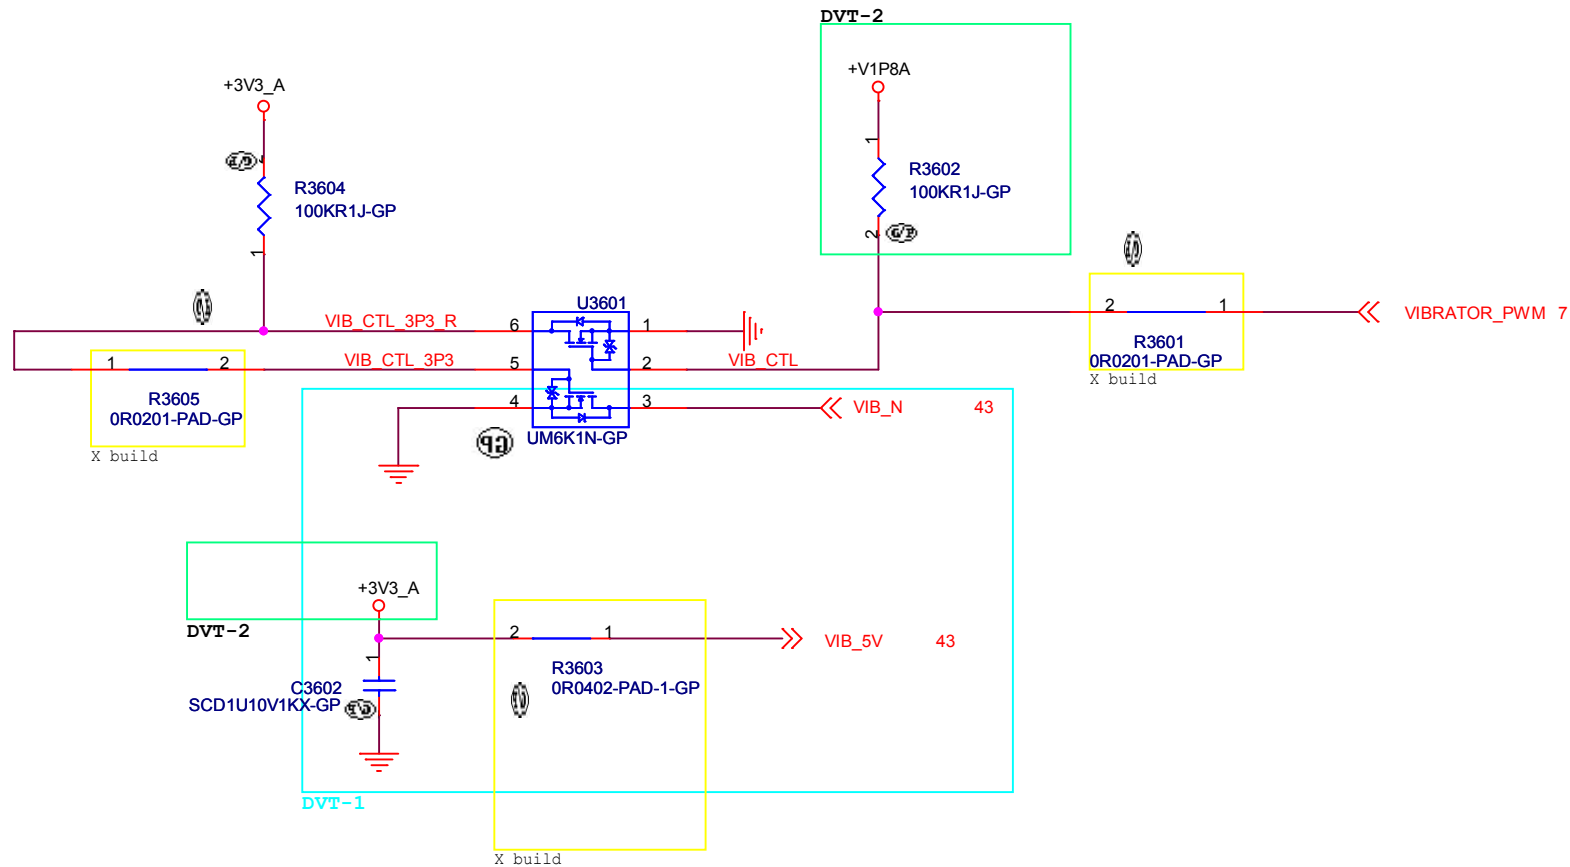 DVT-2
+V1P8A
+3V3_A
1
R3602
100KR1J-GP
2
G/P
R3604
100KR1J-GP
1
U3601
VIB_CTL_3P3_R
6
1
2
1
VIBRATOR_PWM 7
R3601
0R0201-PAD-GP
X build
1
2
VIB_CTL_3P3
5
2
VIB_CTL
R3605
0R0201-PAD-GP
X build
4
3
VIB_N 43
UM6K1N-GP
GP
+3V3_A
DVT-2
2
1
VIB_5V 43
1
R3603
0R0402-PAD-1-GP
C3602
SCD1U10V1KX-GP
DVT-1
X build